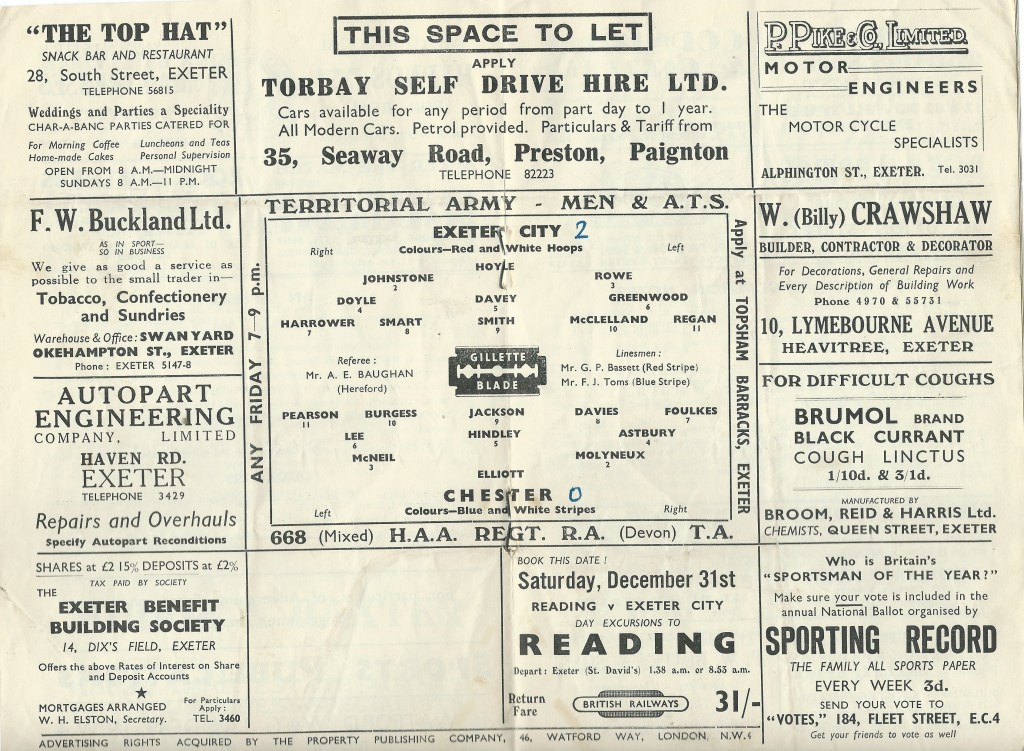 "THE TOP HAT"
SNACK BAR AND RESTAURANT
28, South Street, EXETER
TELEPHONE 56815
Weddings and Parties a Speciality
CHAR-A-BANC PARTIES CATERED FOR
For Morning Coffee Luncheons and Teas
Home-made Cakes Personal Supervision
OPEN FROM 8 A.M.—MIDNIGHT
SUNDAYS 8 A.M.—11 P.M.
THIS SPACE TO LET
APPLY
TORBAY SELF DRIVE HIRE LTD.
Cars available for any period from part day to 1 year.
All Modern Cars. Petrol provided. Particulars & Tariff from
35, Seaway Road, Preston, Paignton
TELEPHONE 82223
P. PIKE & CO, LIMITED
MOTOR
ENGINEERS
THE
MOTOR CYCLE
SPECIALISTS
ALPHINGTON ST., EXETER. Tel. 3031
F. W. Buckland Ltd.
AS IN SPORT—
SO IN BUSINESS
We give as good a service as
possible to the small trader in—
Tobacco, Confectionery
and Sundries
Warehouse & Office: SWAN YARD
OKEHAMPTON ST., EXETER
Phone: EXETER 5147-8
AUTOPART
ENGINEERING
COMPANY, LIMITED
HAVEN RD.
EXETER
TELEPHONE 3429
Repairs and Overhauls
Specify Autopart Reconditions
TERRITORIAL ARMY - MEN & A.T.S.
ANY FRIDAY 7—9 p.m.
EXETER CITY 2
Right Colours—Red and White Hoops Left
HOYLE
JOHNSTONE ROWE
2 3
DOYLE DAVEY GREENWOOD
4 5 6
HARROWER SMART SMITH McCLELLAND REGAN
7 8 9 10 11
Referee:
Mr. A. E. BAUGHAN
(Hereford)
GILLETTE
BLADE
Linesmen:
Mr. G. P. Bassett (Red Stripe)
Mr. F. J. Toms (Blue Stripe)
PEARSON BURGESS JACKSON DAVIES FOULKES
11 10 9 8 7
LEE HINDLEY ASTBURY
6 5 4
McNEIL MOLYNEUX
3 2
ELLIOTT
CHESTER 0
Left Colours—Blue and White Stripes Right
Apply at TOPSHAM BARRACKS, EXETER
668 (Mixed) H.A.A. REGT. R.A. (Devon) T.A.
W. (Billy) CRAWSHAW
BUILDER, CONTRACTOR & DECORATOR
For Decorations, General Repairs and
Every Description of Building Work
Phone 4970 & 55731
10, LYMEBOURNE AVENUE
HEAVITREE, EXETER
FOR DIFFICULT COUGHS
BRUMOL BRAND
BLACK CURRANT
COUGH LINCTUS
1/10d. & 3/1d.
MANUFACTURED BY
BROOM, REID & HARRIS Ltd.
CHEMISTS, QUEEN STREET, EXETER
SHARES at £2 15% DEPOSITS at £2%
TAX PAID BY SOCIETY
THE
EXETER BENEFIT
BUILDING SOCIETY
14, DIX'S FIELD, EXETER
Offers the above Rates of Interest on Share
and Deposit Accounts
★
MORTGAGES ARRANGED
W. H. ELSTON, Secretary.
For Particulars
Apply:
TEL. 3460
BOOK THIS DATE!
Saturday, December 31st
READING v EXETER CITY
DAY EXCURSIONS TO
READING
Depart: Exeter (St. David's) 1.38 a.m. or 8.53 a.m.
Return
Fare
BRITISH RAILWAYS
31/-
Who is Britain's
"SPORTSMAN OF THE YEAR?"
Make sure your vote is included in the
annual National Ballot organised by
SPORTING RECORD
THE FAMILY ALL SPORTS PAPER
EVERY WEEK 3d.
SEND YOUR VOTE TO
"VOTES," 184, FLEET STREET, E.C.4
Get your friends to vote as well
ADVERTISING RIGHTS ACQUIRED BY THE PROPERTY PUBLISHING COMPANY, 46, WATFORD WAY, LONDON, N.W.4